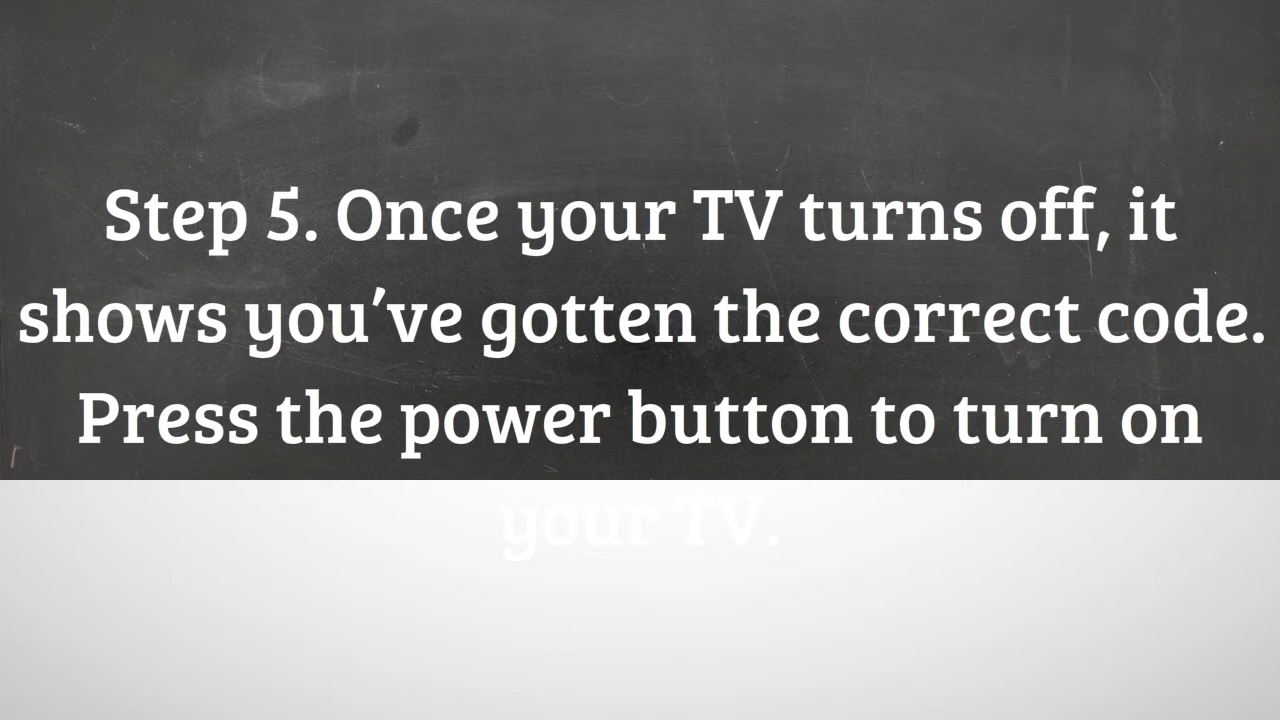 Step 5. Once your TV turns off, it
shows you've gotten the correct code.
Press the power button to turn on
your TV.